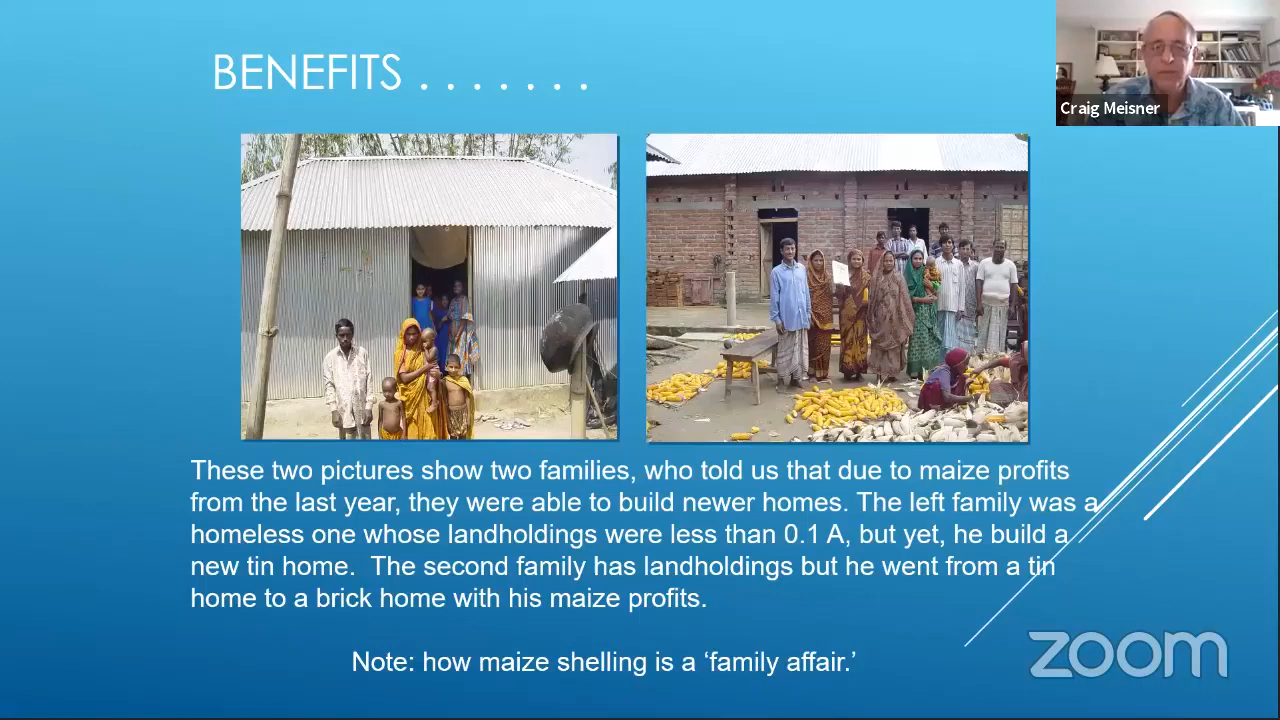 BENEFITS . . . . . . .
Craig Meisner
These two pictures show two families, who told us that due to maize profits
from the last year, they were able to build newer homes. The left family was a
homeless one whose landholdings were less than 0.1 A, but yet, he build a
new tin home.  The second family has landholdings but he went from a tin
home to a brick home with his maize profits.
Note: how maize shelling is a ‘family affair.’
zoom